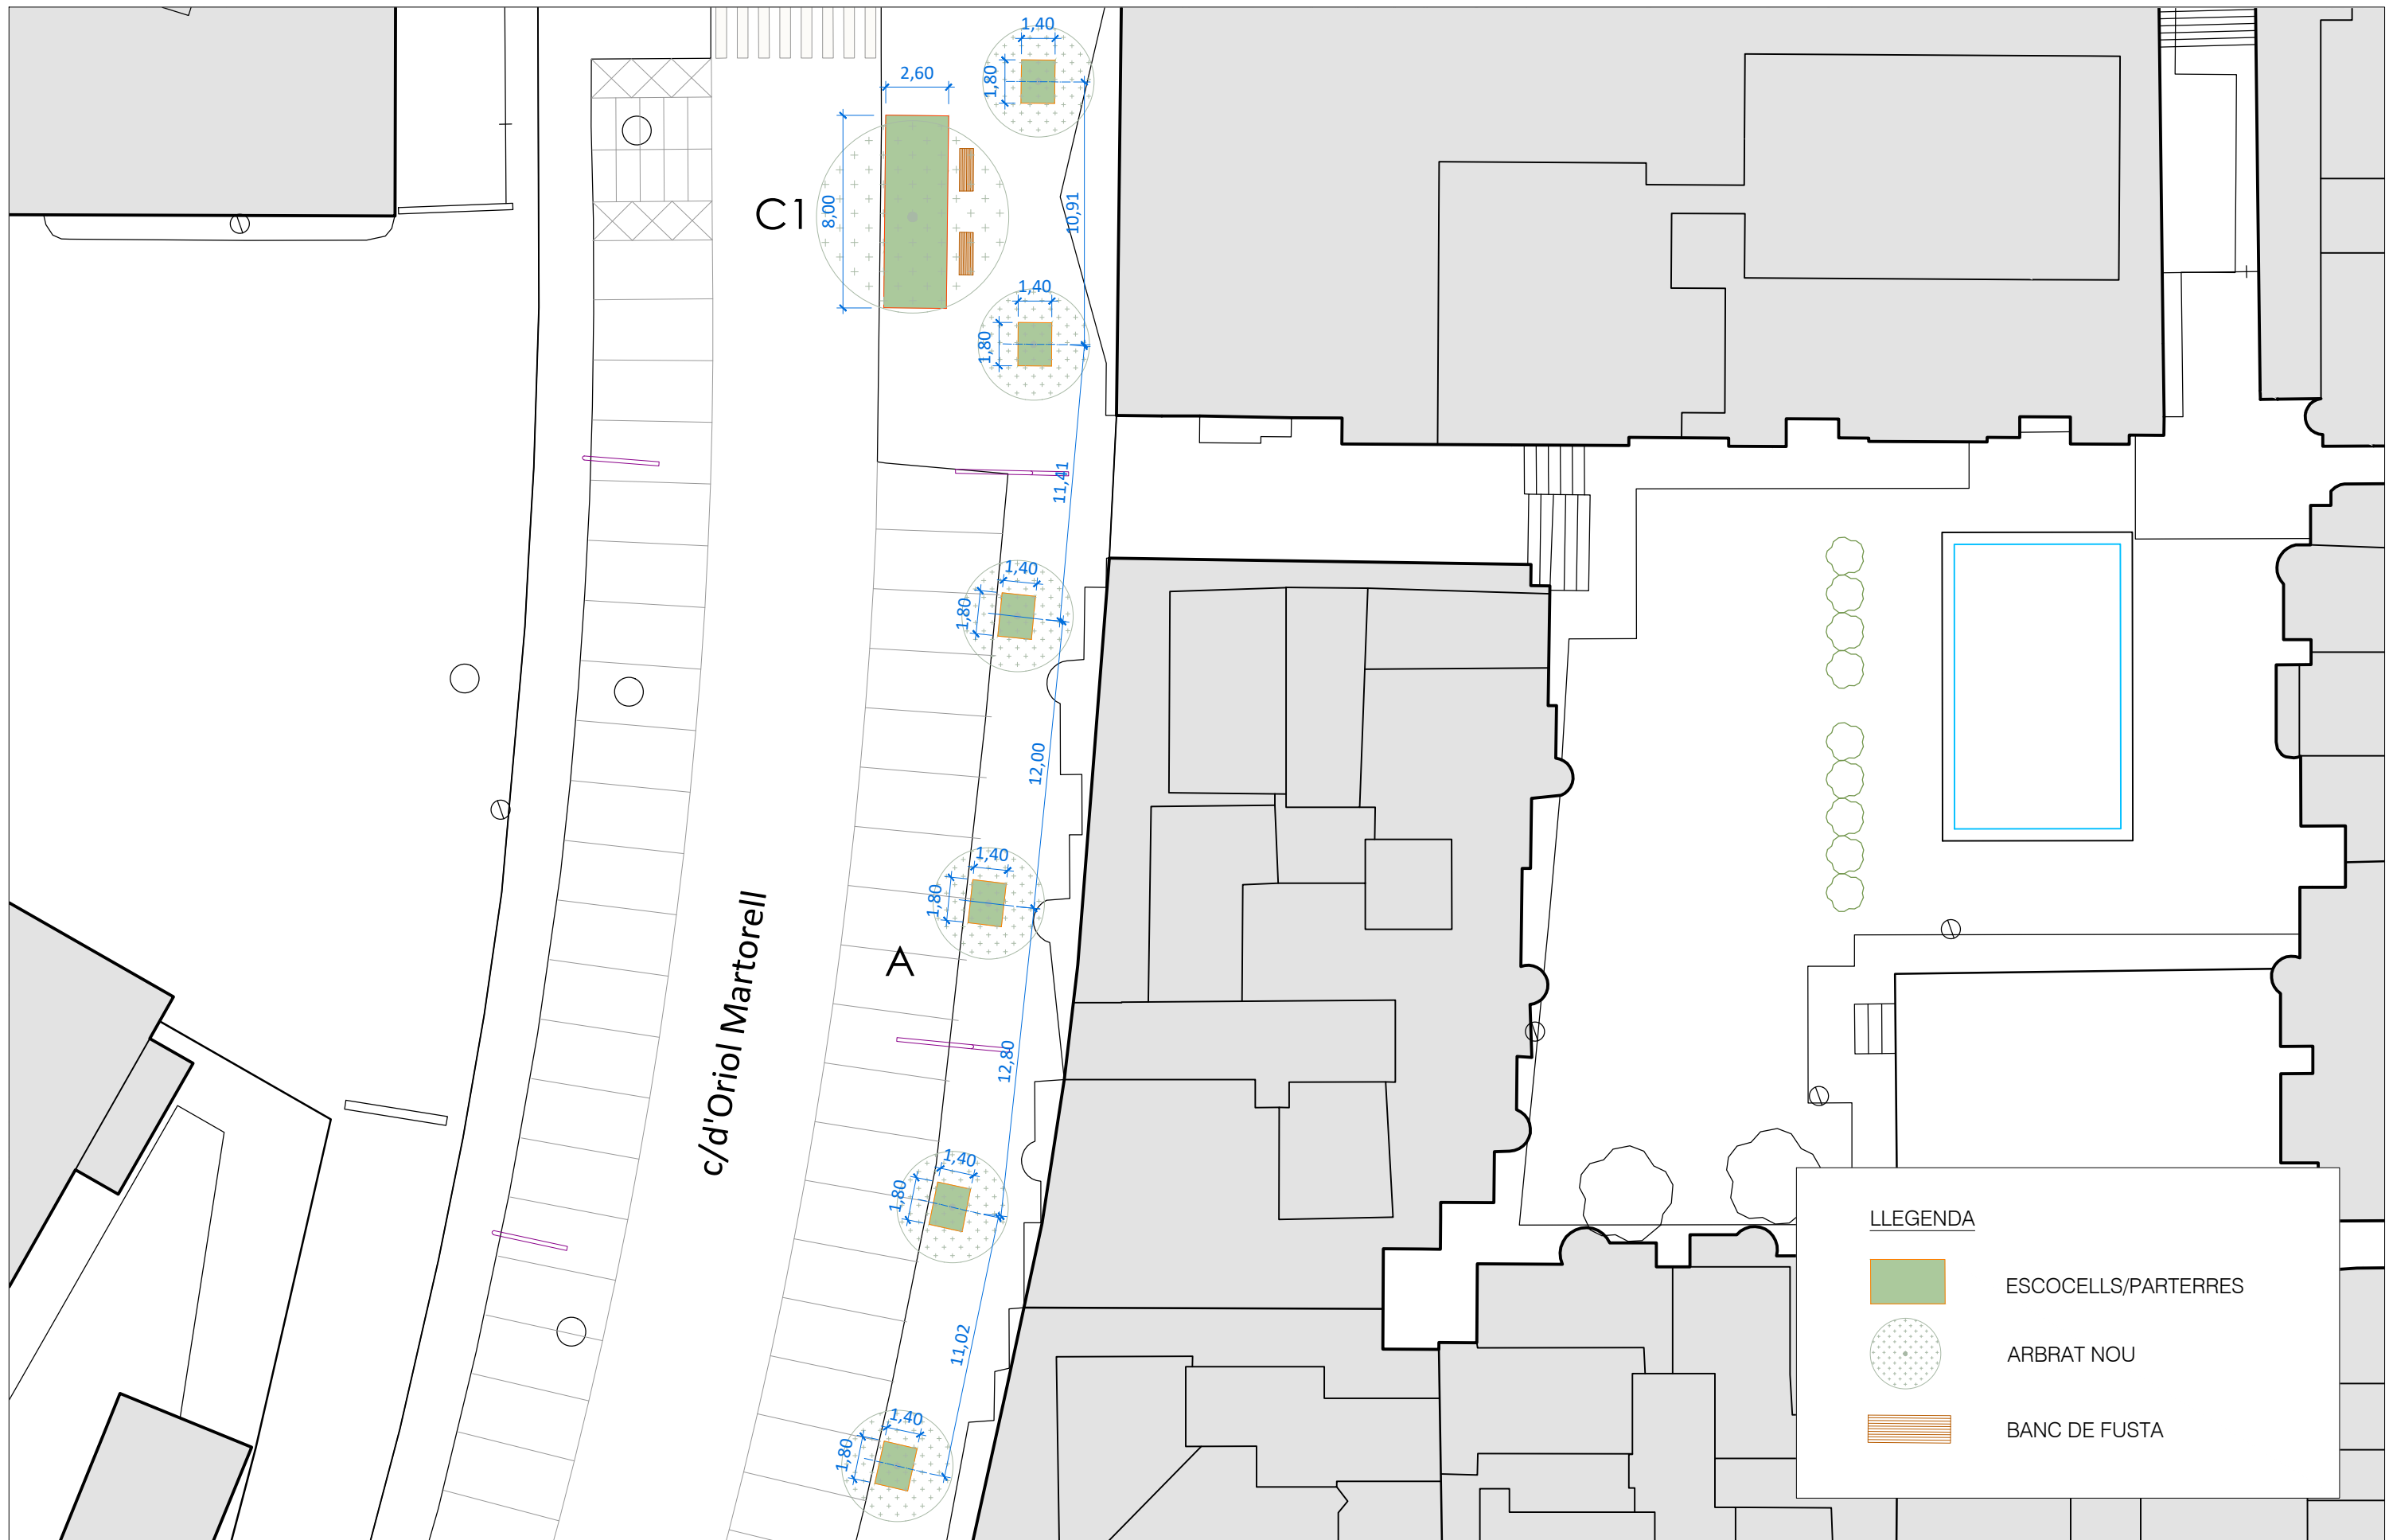 1,40
1,80
2,60
8,00
C1
10,91
1,40
1,80
11,41
1,40
1,80
12,00
1,40
1,80
A
c/d'Oriol Martorell
12,80
1,40
1,80
11,02
1,40
1,80
LLEGENDA
ESCOCELLS/PARTERRES
ARBRAT NOU
BANC DE FUSTA